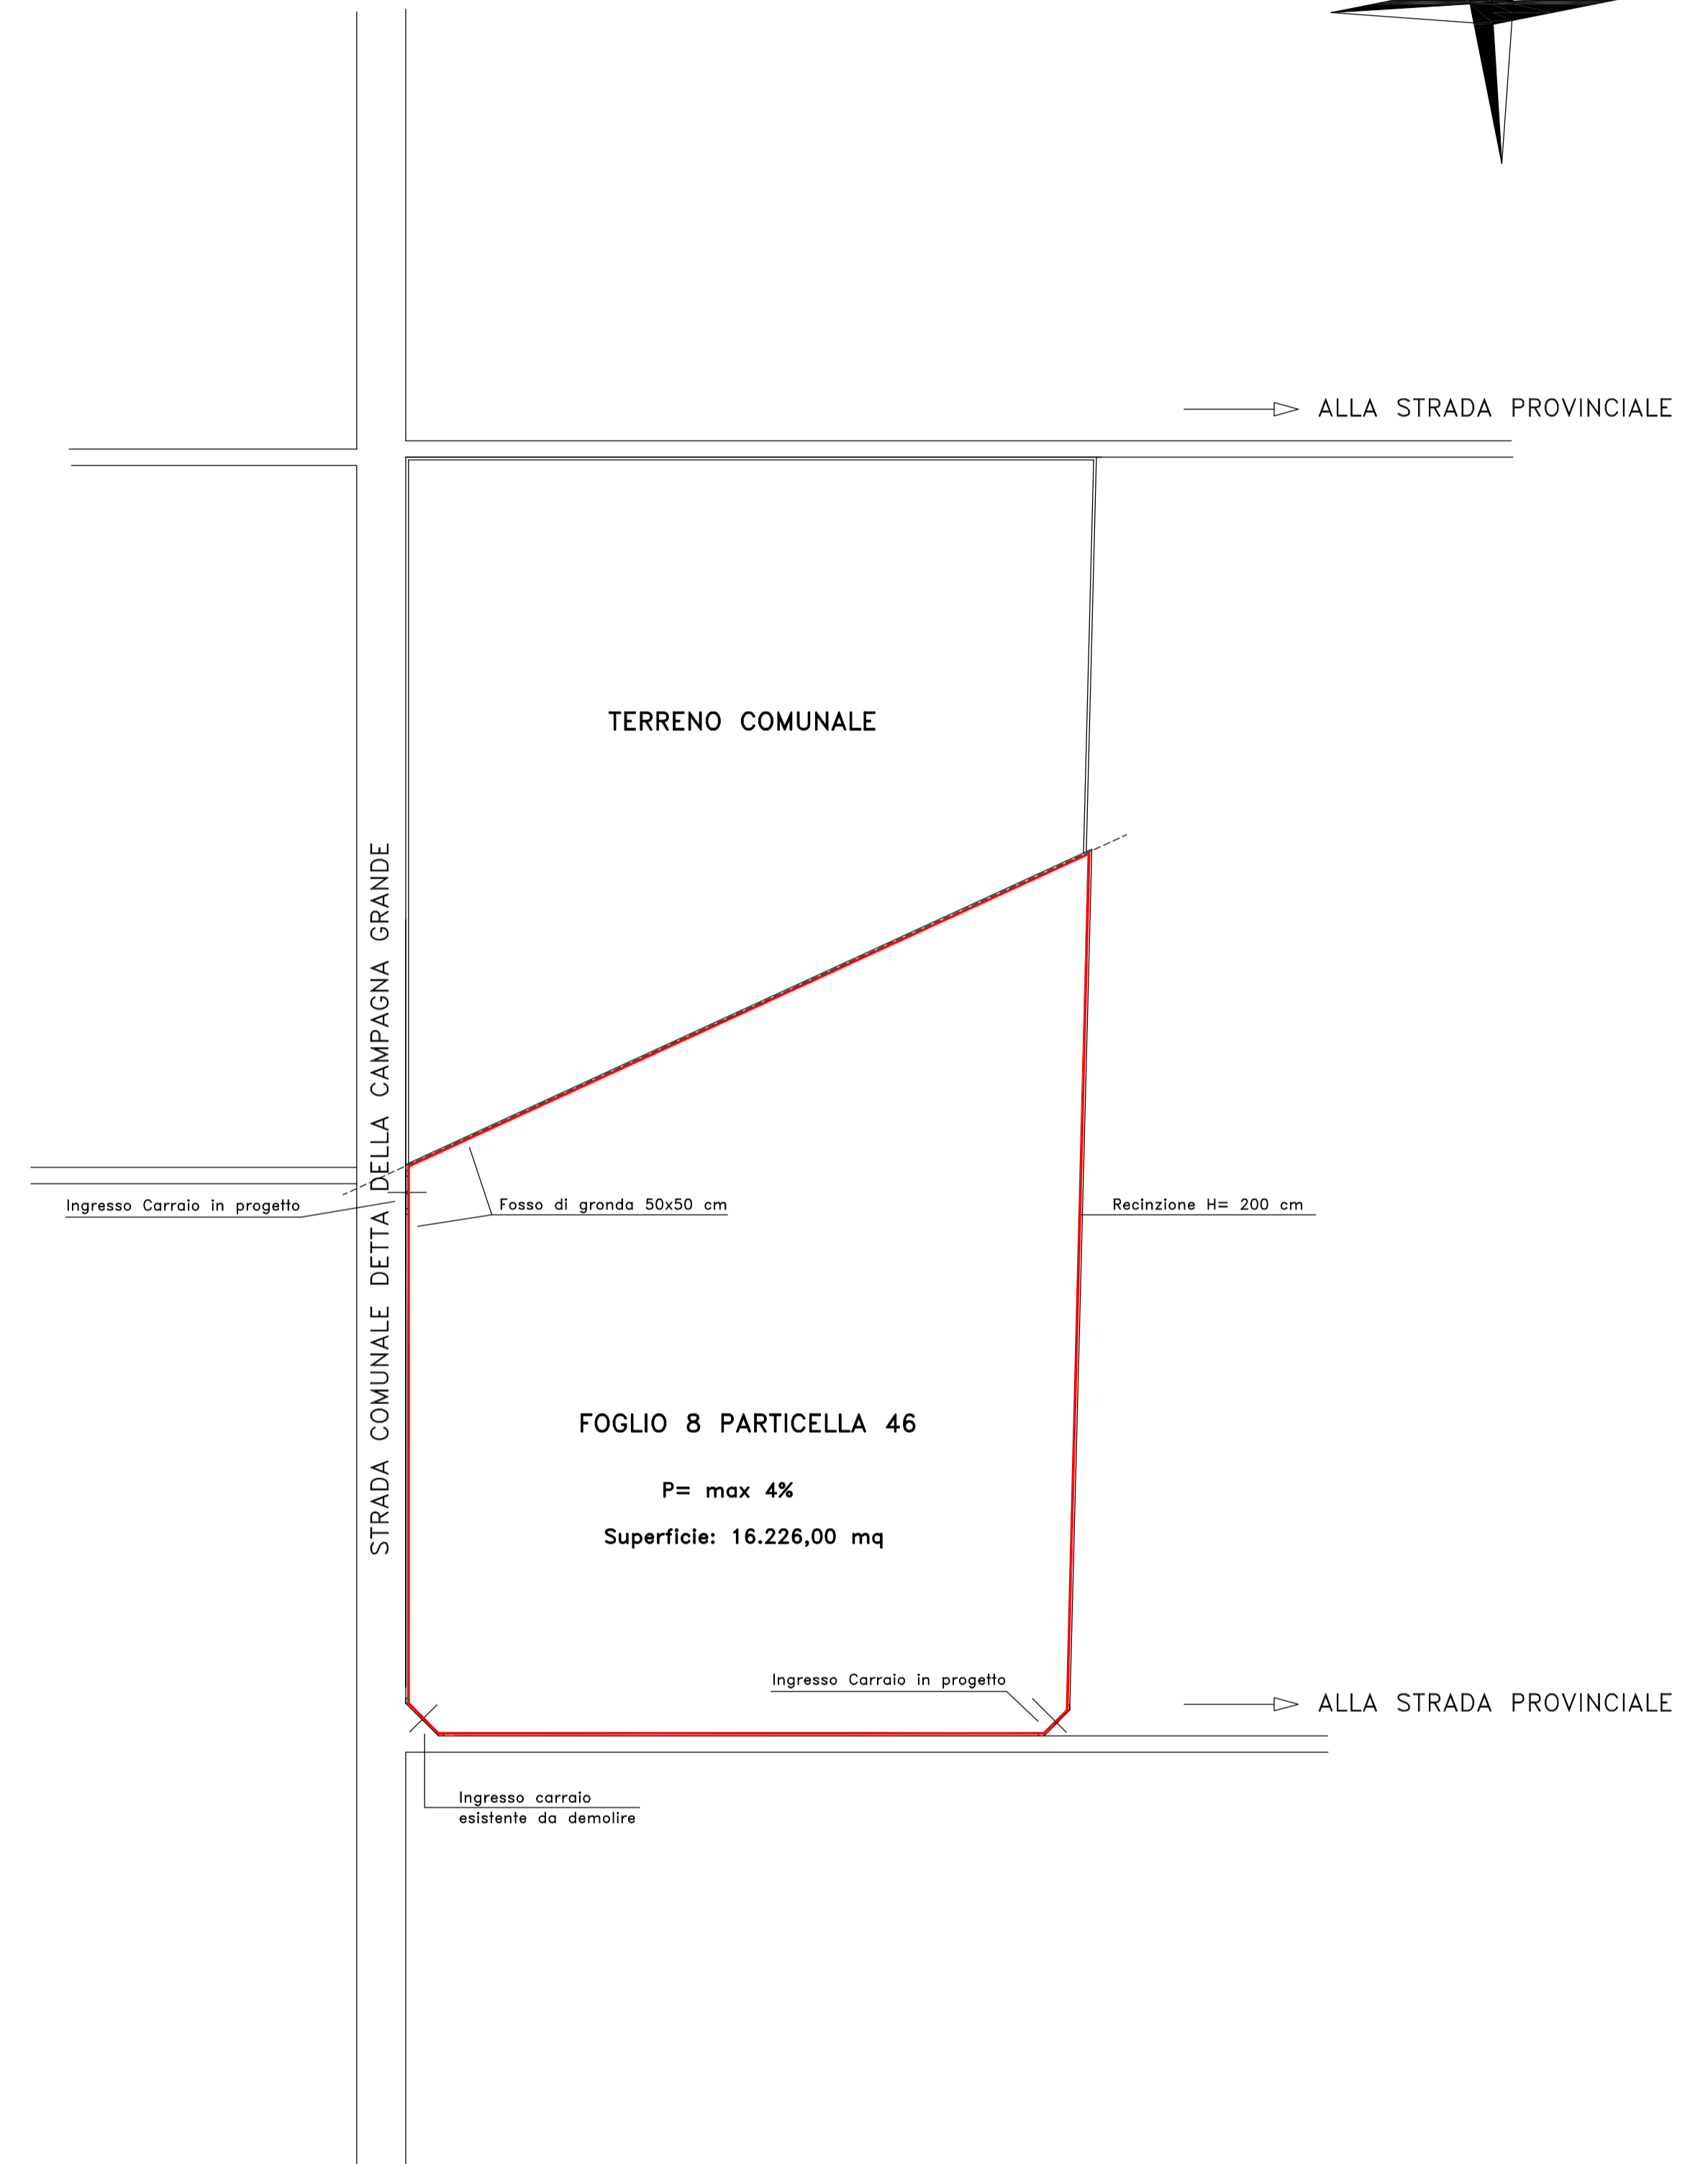 ALLA STRADA PROVINCIALE
TERRENO COMUNALE
STRADA COMUNALE DETTA DELLA CAMPAGNA GRANDE
Ingresso Carraio in progetto
Fosso di gronda 50x50 cm
Recinzione H= 200 cm
FOGLIO 8 PARTICELLA 46
P= max 4%
Superficie: 16.226,00 mq
Ingresso Carraio in progetto
ALLA STRADA PROVINCIALE
Ingresso carraio
esistente da demolire